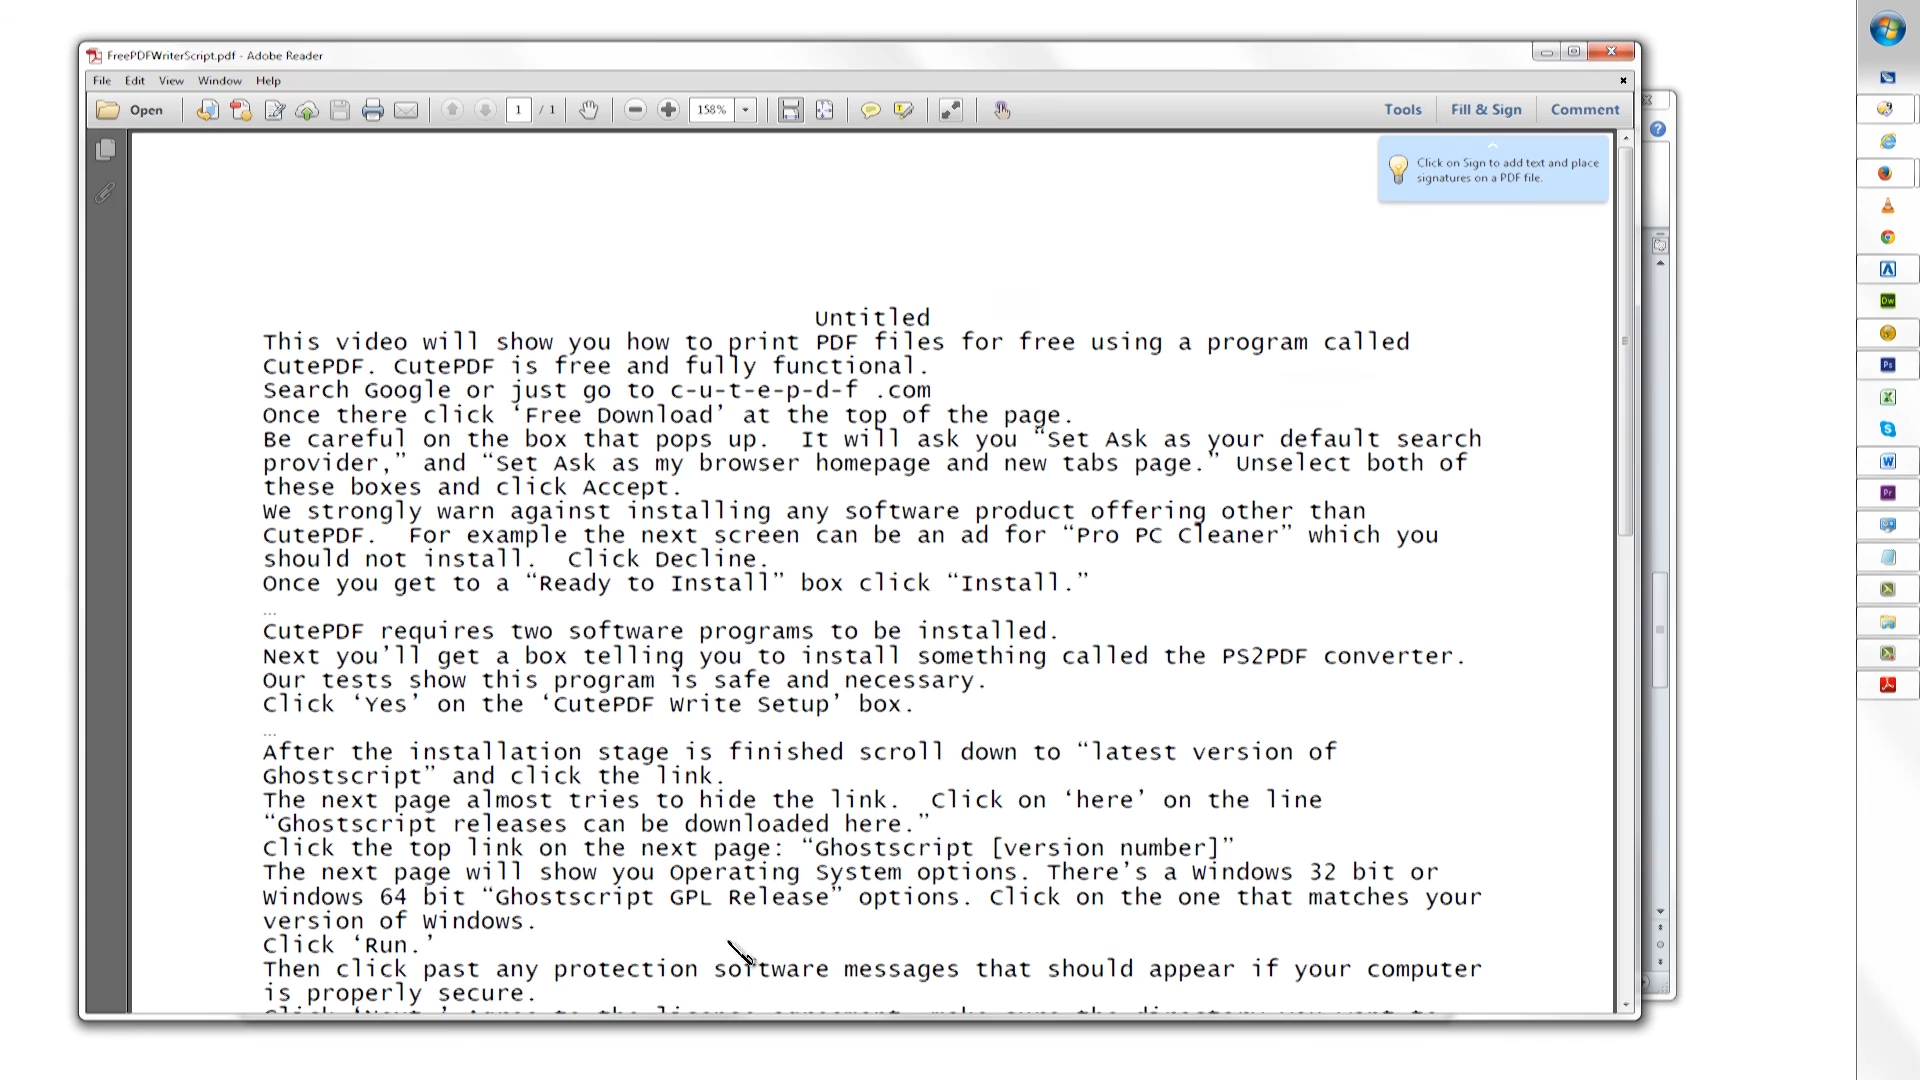 FreePDFWriterScript.pdf - Adobe Reader
File Edit View Window Help
Open 1 / 1 158% Tools Fill & Sign Comment
Click on Sign to add text and place
signatures on a PDF file.
Untitled
This video will show you how to print PDF files for free using a program called
CutePDF. CutePDF is free and fully functional.
Search Google or just go to c-u-t-e-p-d-f .com
Once there click ‘Free Download’ at the top of the page.
Be careful on the box that pops up.  It will ask you “Set Ask as your default search
provider,” and “Set Ask as my browser homepage and new tabs page.” Unselect both of
these boxes and click Accept.
We strongly warn against installing any software product offering other than
CutePDF.  For example the next screen can be an ad for “Pro PC Cleaner” which you
should not install.  Click Decline.
Once you get to a “Ready to Install” box click “Install.”
...
CutePDF requires two software programs to be installed.
Next you’ll get a box telling you to install something called the PS2PDF converter.
Our tests show this program is safe and necessary.
Click ‘Yes’ on the ‘CutePDF Write Setup’ box.
...
After the installation stage is finished scroll down to “latest version of
Ghostscript” and click the link.
The next page almost tries to hide the link.  Click on ‘here’ on the line
“Ghostscript releases can be downloaded here.”
Click the top link on the next page: “Ghostscript [version number]”
The next page will show you Operating System options. There’s a Windows 32 bit or
Windows 64 bit “Ghostscript GPL Release” options. Click on the one that matches your
version of Windows.
Click ‘Run.’
Then click past any protection software messages that should appear if your computer
is properly secure.